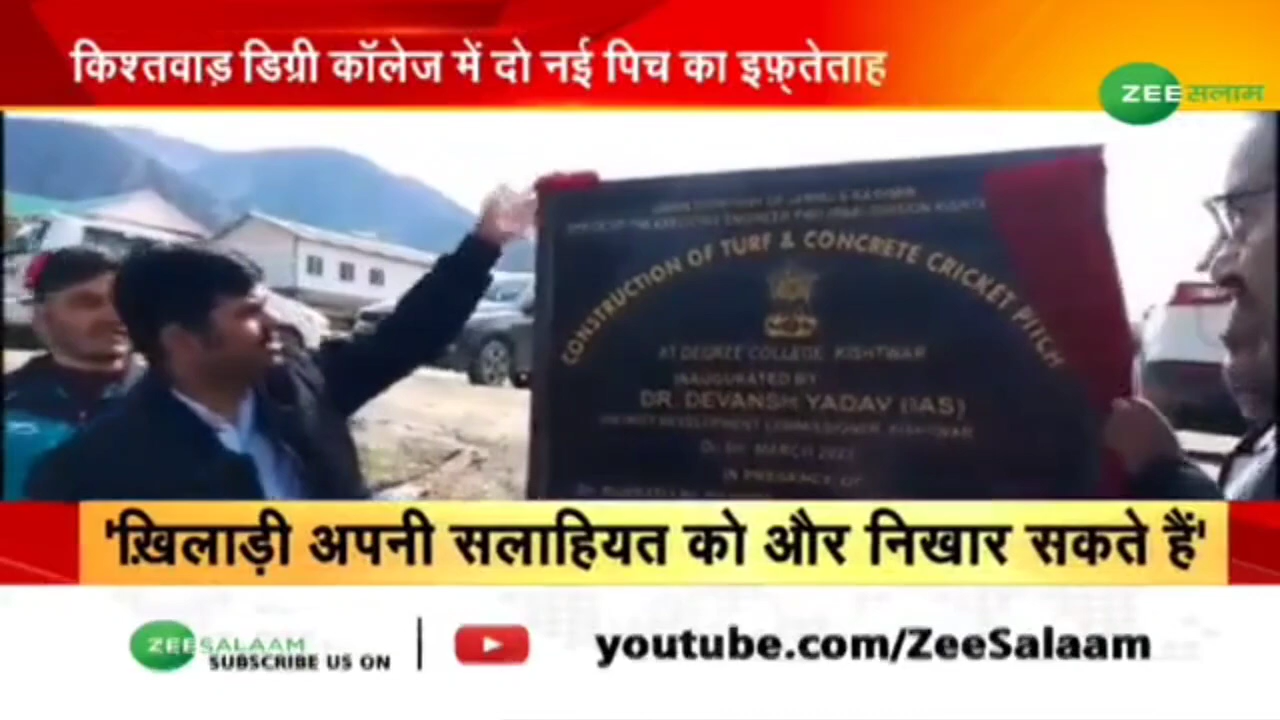 किश्तवाड़ डिग्री कॉलेज में दो नई पिच का इफ़्तेताह
ZEE सलाम
CONSTRUCTION OF TURF & CONCRETE CRICKET PITCH
AT DEGREE COLLEGE KISHTWAR
INAUGURATED BY
DR. DEVANSH YADAV (IAS)
DISTRICT DEVELOPMENT COMMISSIONER KISHTWAR
MARCH
IN PRESENCE OF
'ख़िलाड़ी अपनी सलाहियत को और निखार सकते हैं'
ZEE SALAAM
SUBSCRIBE US ON
youtube.com/ZeeSalaam